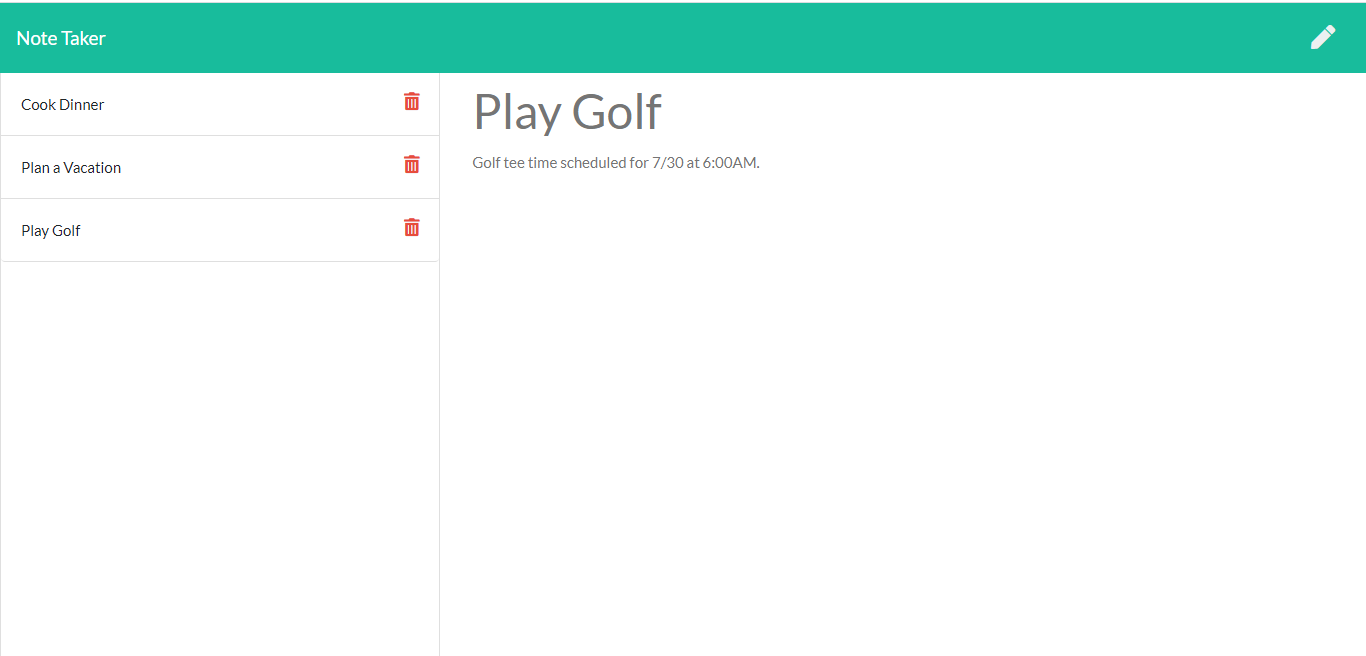 Note Taker
Cook Dinner
Plan a Vacation
Play Golf
Play Golf
Golf tee time scheduled for 7/30 at 6:00AM.